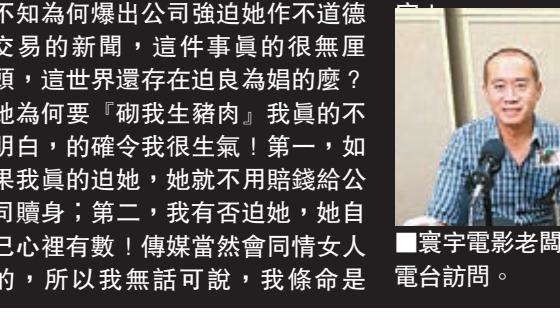 不知為何爆出公司強迫她作不道德
交易的新聞，這件事真的很無厘
頭，這世界還存在迫良為娼的麼？
她為何要『砌我生豬肉』我真的不
明白，的確令我很生氣！第一，如
果我真的迫她，她就不用賠錢給公
司贖身；第二，我有否迫她，她自
己心裡有數！傳媒當然會同情女人
的，所以我無話可說，我條命是
■寰宇電影老闆
電台訪問。